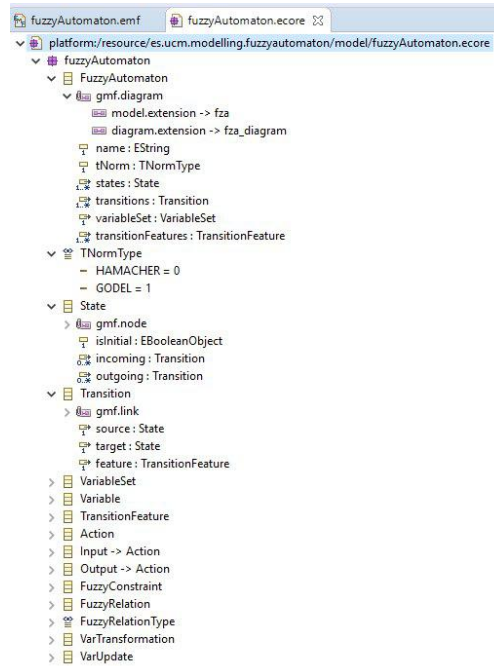 fuzzyAutomaton.emf fuzzyAutomaton.ecore
platform:/resource/es.ucm.modelling.fuzzyautomaton/model/fuzzyAutomaton.ecore
fuzzyAutomaton
FuzzyAutomaton
gmf.diagram
model.extension -> fza
diagram.extension -> fza_diagram
name : EString
tNorm : TNormType
states : State
transitions : Transition
variableSet : VariableSet
transitionFeatures : TransitionFeature
TNormType
HAMACHER = 0
GODEL = 1
State
gmf.node
isInitial : EBooleanObject
incoming : Transition
outgoing : Transition
Transition
gmf.link
source : State
target : State
feature : TransitionFeature
VariableSet
Variable
TransitionFeature
Action
Input -> Action
Output -> Action
FuzzyConstraint
FuzzyRelation
FuzzyRelationType
VarTransformation
VarUpdate